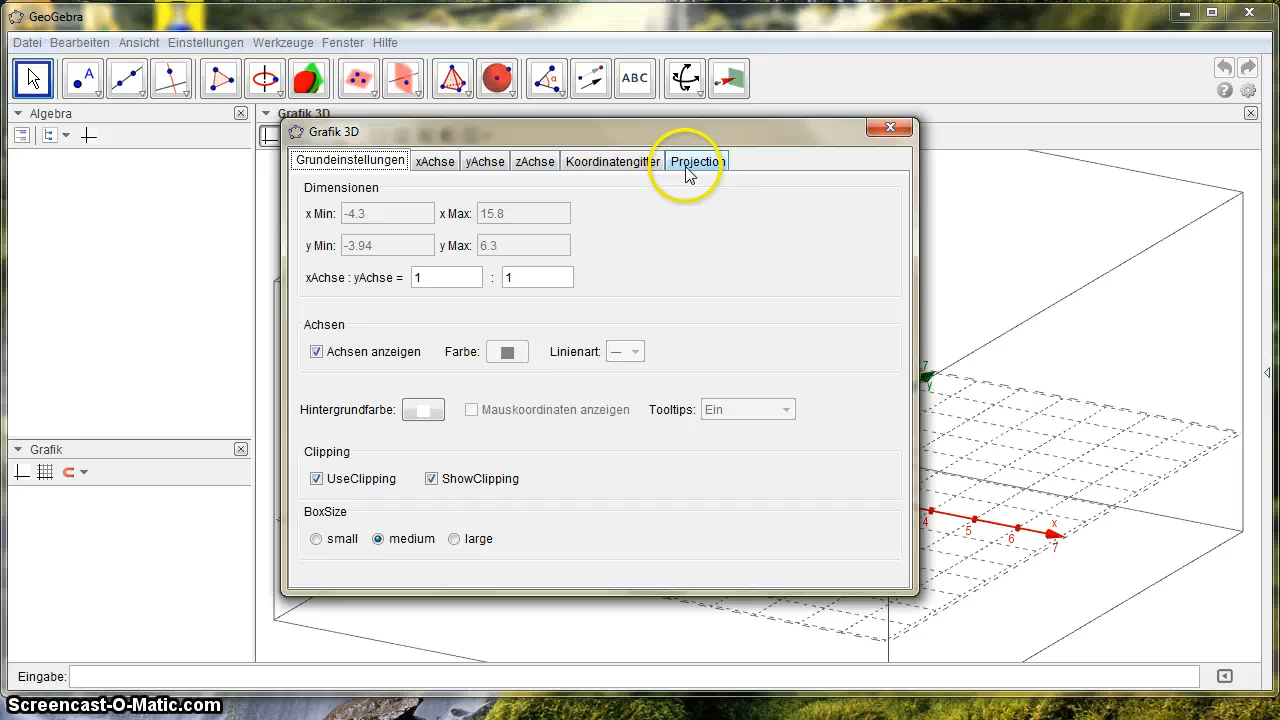 GeoGebra
Datei Bearbeiten Ansicht Einstellungen Werkzeuge Fenster Hilfe
A ABC
Algebra
Grafik 3D
Grafik 3D
Grundeinstellungen xAchse yAchse zAchse Koordinatengitter Projection
Dimensionen
x Min: -4.3 x Max: 15.8
y Min: -3.94 y Max: 6.3
xAchse : yAchse = 1 : 1
Achsen
Achsen anzeigen Farbe: Linienart:
Hintergrundfarbe: Mauskoordinaten anzeigen Tooltips: Ein
Clipping
UseClipping ShowClipping
BoxSize
small medium large
Grafik
7
y
4 5 6 7
x
Eingabe:
Screencast-O-Matic.com